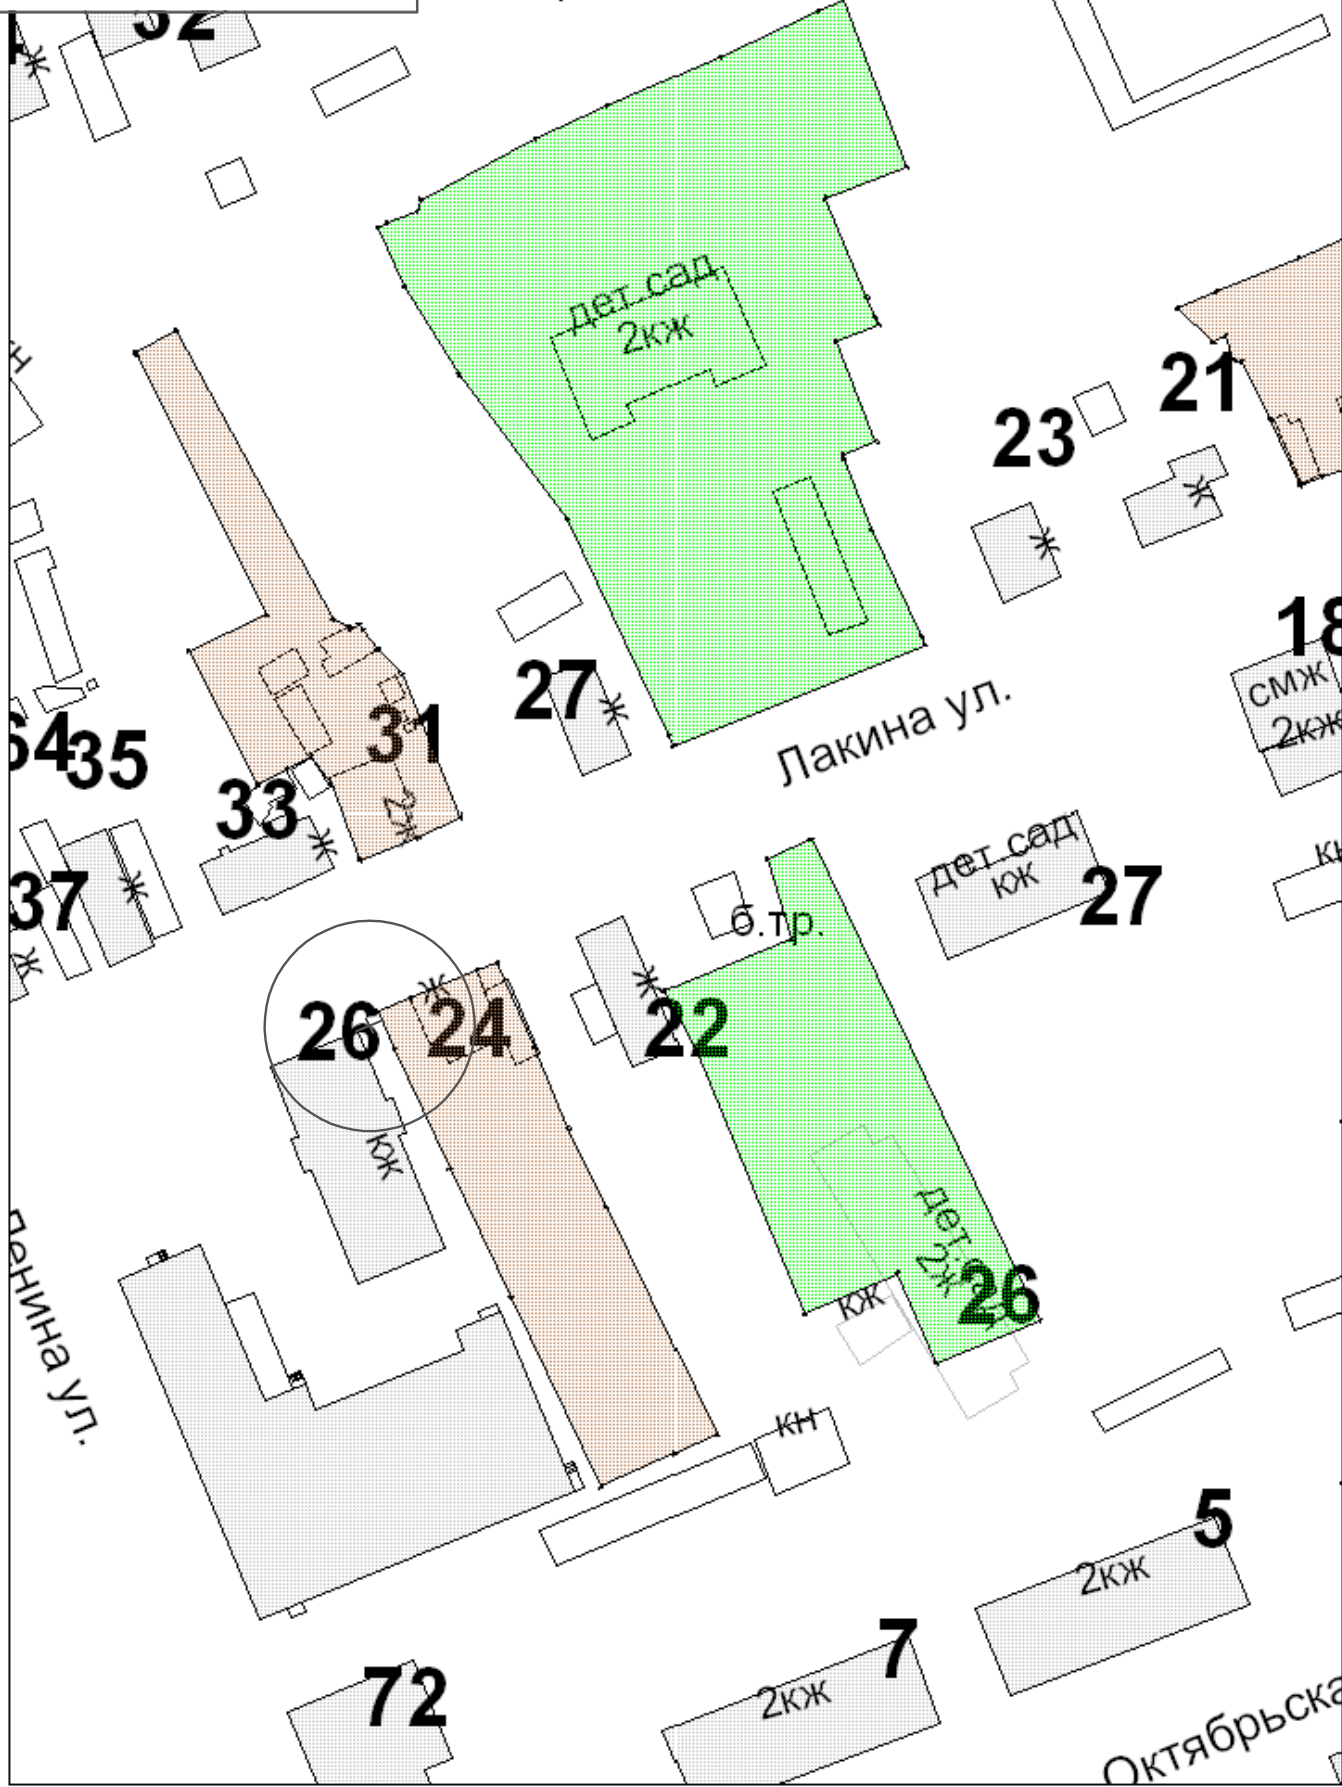 32
ж
дет.сад
2кж
21
23
ж
ж
18
смж
2кж
27
ж
31
2ж
64
35
33
ж
37
ж
ж
Лакина ул.
дет.сад
кж
27
б.тр.
ж
22
ж
24
26
кж
дет.сад
2ж
26
кж
Ленина ул.
кн
5
2кж
7
2кж
72
Октябрьска